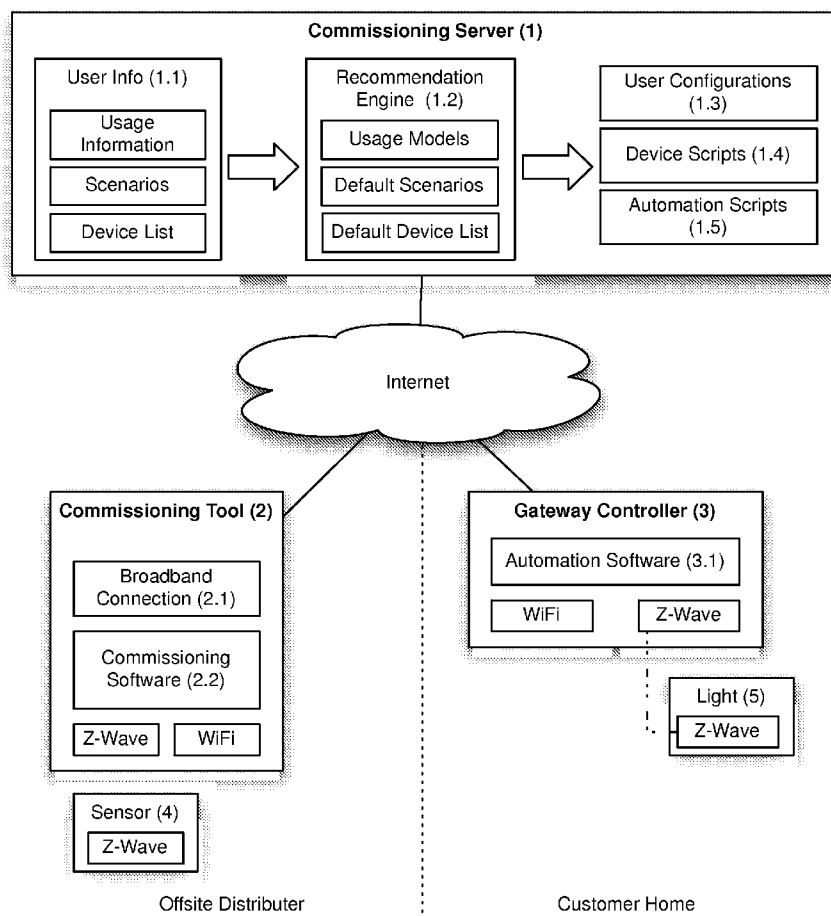 Commissioning Server (1)
User Info (1.1)
Usage
Information
Scenarios
Device List
Recommendation
Engine (1.2)
Usage Models
Default Scenarios
Default Device List
User Configurations
(1.3)
Device Scripts (1.4)
Automation Scripts
(1.5)
Internet
Commissioning Tool (2)
Broadband
Connection (2.1)
Commissioning
Software (2.2)
Z-Wave
WiFi
Sensor (4)
Z-Wave
Gateway Controller (3)
Automation Software (3.1)
WiFi
Z-Wave
Light (5)
Z-Wave
Offsite Distributer
Customer Home